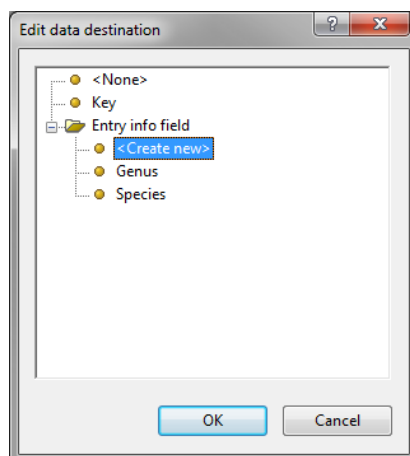 Edit data destination
?
X
<None>
Key
Entry info field
<Create new>
Genus
Species
OK
Cancel